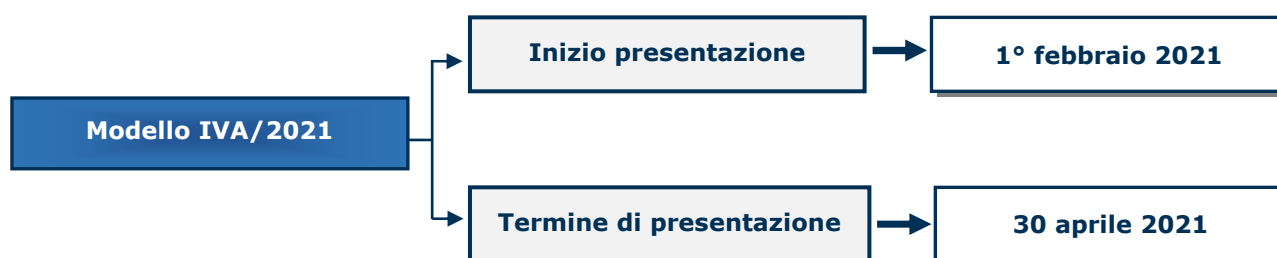 Inizio presentazione
1° febbraio 2021
Modello IVA/2021
Termine di presentazione
30 aprile 2021